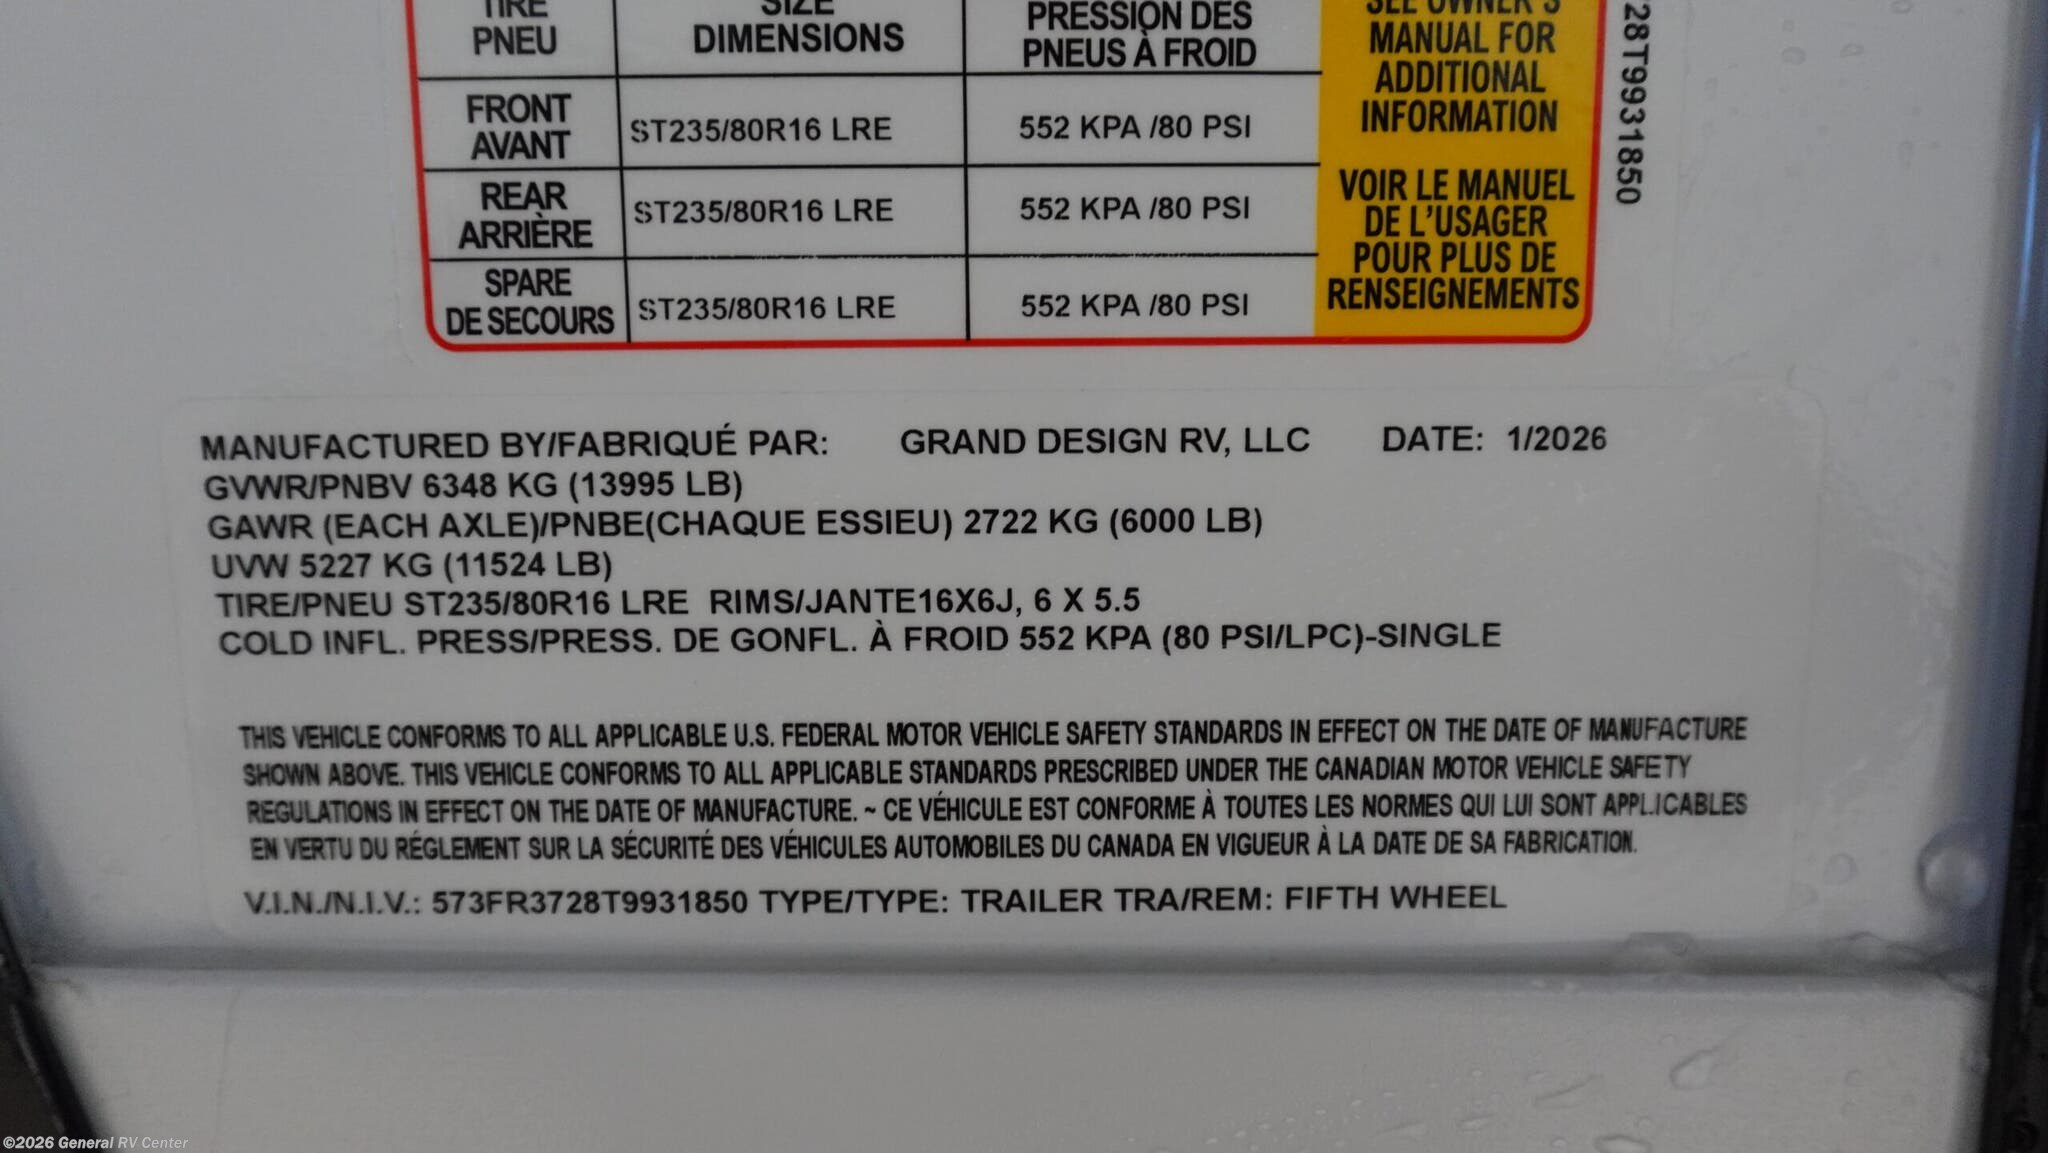 TIRE SIZE PRESSION DES SEE OWNER'S
PNEU DIMENSIONS PNEUS À FROID MANUAL FOR
ADDITIONAL
INFORMATION
FRONT
AVANT ST235/80R16 LRE 552 KPA /80 PSI
REAR
ARRIÈRE ST235/80R16 LRE 552 KPA /80 PSI
SPARE
DE SECOURS ST235/80R16 LRE 552 KPA /80 PSI
VOIR LE MANUEL
DE L'USAGER
POUR PLUS DE
RENSEIGNEMENTS
28T9931850
MANUFACTURED BY/FABRIQUÉ PAR: GRAND DESIGN RV, LLC DATE: 1/2026
GVWR/PNBV 6348 KG (13995 LB)
GAWR (EACH AXLE)/PNBE(CHAQUE ESSIEU) 2722 KG (6000 LB)
UVW 5227 KG (11524 LB)
TIRE/PNEU ST235/80R16 LRE RIMS/JANTE16X6J, 6 X 5.5
COLD INFL. PRESS/PRESS. DE GONFL. À FROID 552 KPA (80 PSI/LPC)-SINGLE
THIS VEHICLE CONFORMS TO ALL APPLICABLE U.S. FEDERAL MOTOR VEHICLE SAFETY STANDARDS IN EFFECT ON THE DATE OF MANUFACTURE
SHOWN ABOVE. THIS VEHICLE CONFORMS TO ALL APPLICABLE STANDARDS PRESCRIBED UNDER THE CANADIAN MOTOR VEHICLE SAFETY
REGULATIONS IN EFFECT ON THE DATE OF MANUFACTURE. ~ CE VÉHICULE EST CONFORME À TOUTES LES NORMES QUI LUI SONT APPLICABLES
EN VERTU DU RÉGLEMENT SUR LA SÉCURITÉ DES VÉHICULES AUTOMOBILES DU CANADA EN VIGUEUR À LA DATE DE SA FABRICATION.
V.I.N./N.I.V.: 573FR3728T9931850 TYPE/TYPE: TRAILER TRA/REM: FIFTH WHEEL
©2026 General RV Center